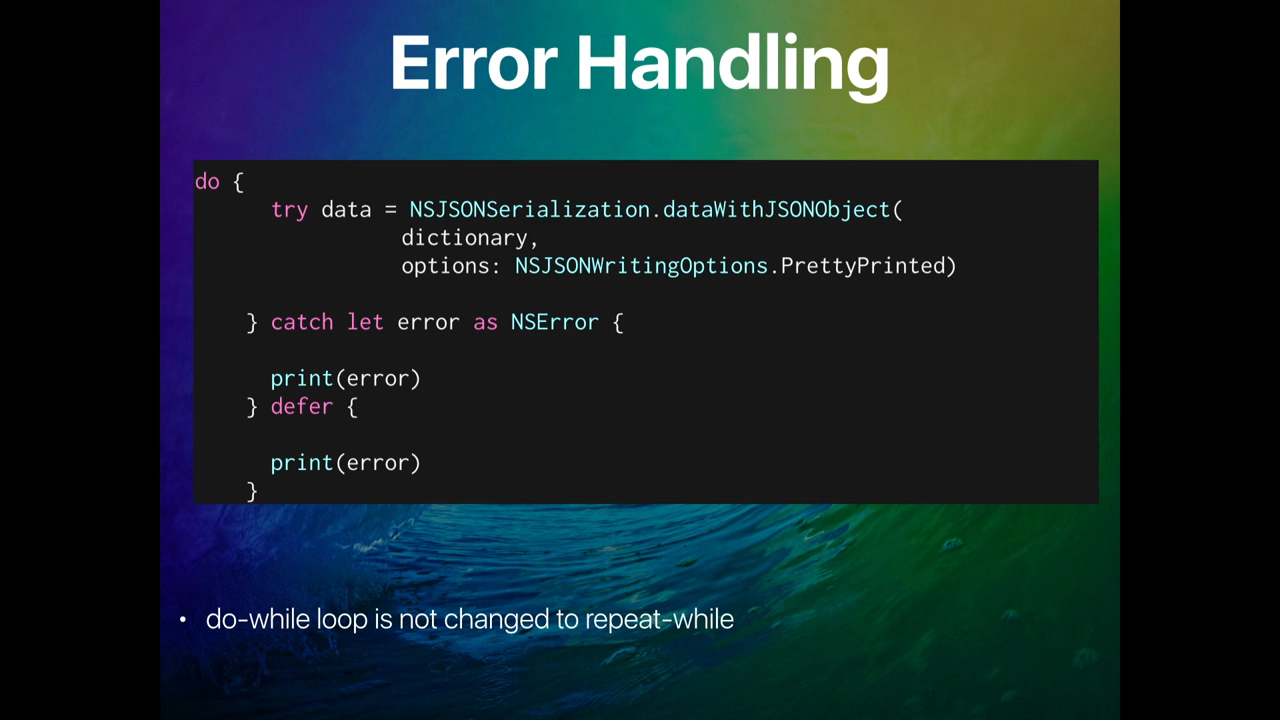 Error Handling
do {
try data = NSJSONSerialization.dataWithJSONObject(
dictionary,
options: NSJSONWritingOptions.PrettyPrinted)
} catch let error as NSError {
print(error)
} defer {
print(error)
}
• do-while loop is not changed to repeat-while